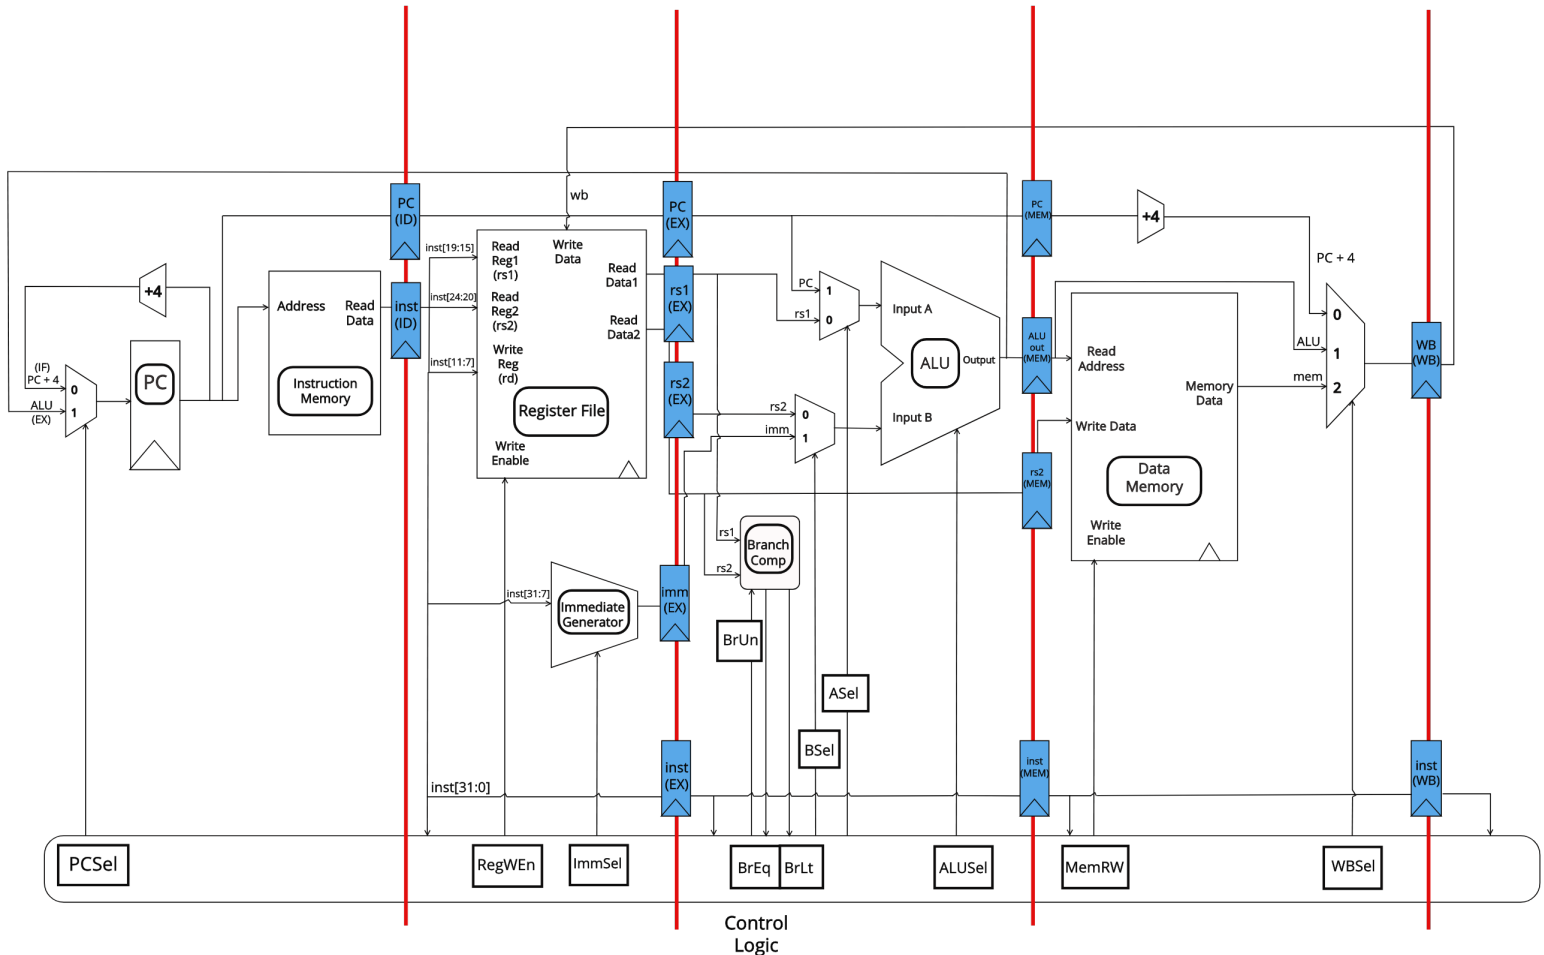 wb
PC
(ID)
PC
(EX)
PC
(MEM)
+4
inst[19:15]
Read
Reg1
(rs1)
Write
Data
Read
Data1
PC + 4
+4
Address
Read
Data
inst
(ID)
inst[24:20]
Read
Reg2
(rs2)
Read
Data2
rs1
(EX)
PC
1
rs1
0
Input A
ALU
out
(MEM)
0
ALU
1
mem
2
WB
(WB)
(IF)
PC + 4
0
ALU
1
(EX)
PC
Instruction
Memory
inst[11:7]
Write
Reg
(rd)
Register File
Write
Enable
rs2
(EX)
rs2
0
imm
1
ALU
Output
Input B
Read
Address
Memory
Data
Write Data
rs2
(MEM)
Data
Memory
Write
Enable
rs1
rs2
Branch
Comp
inst[31:7]
Immediate
Generator
imm
(EX)
BrUn
ASel
BSel
inst[31:0]
inst
(EX)
inst
(MEM)
inst
(WB)
PCSel
RegWEn
ImmSel
BrEq
BrLt
ALUSel
MemRW
WBSel
Control
Logic